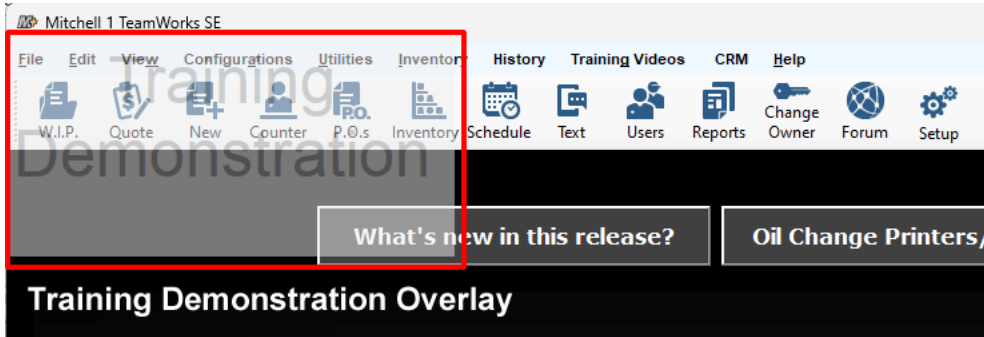 Mitchell 1 TeamWorks SE
File Edit View Configurations Utilities Inventory History Training Videos CRM Help
Training
W.I.P. Quote New Counter P.O.s Inventory Schedule Text Users Reports Change Owner Forum Setup
Demonstration
What's new in this release? Oil Change Printers/
Training Demonstration Overlay